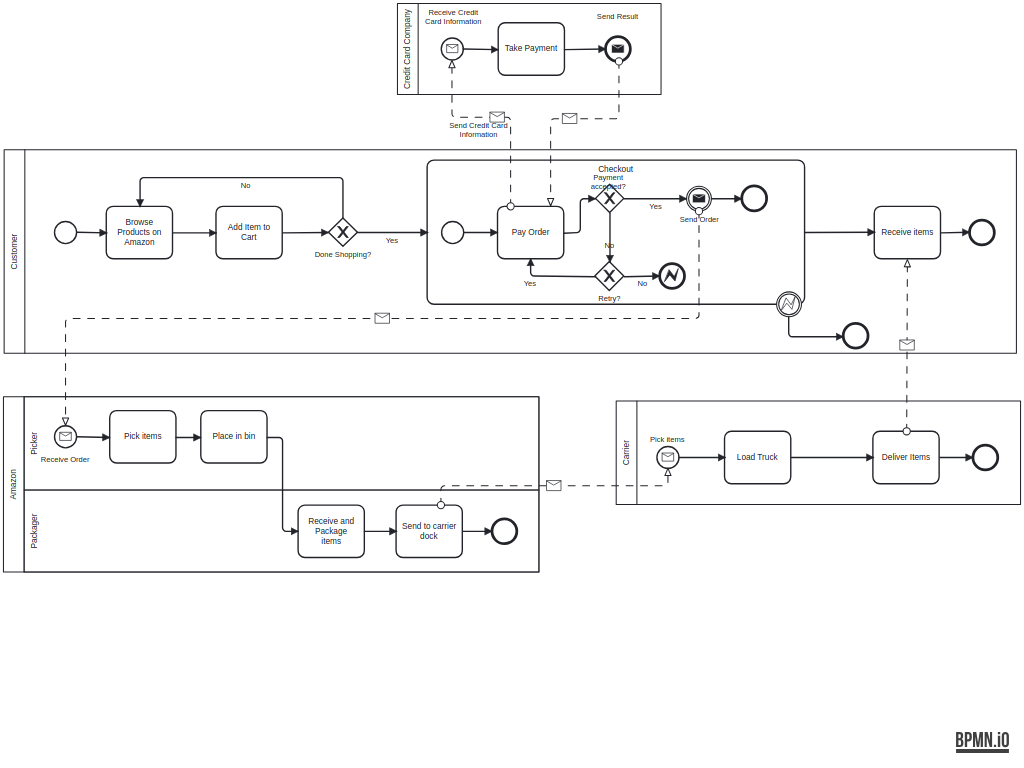 Credit Card Company
Receive Credit
Card Information
Take Payment
Send Result
Send Credit Card
Information
Customer
No
Browse
Products on
Amazon
Add Item to
Cart
Done Shopping?
Yes
Checkout
Pay Order
Payment
accepted?
Yes
Send Order
No
Yes
Retry?
No
Receive items
Amazon
Picker
Receive Order
Pick items
Place in bin
Packager
Receive and
Package
items
Send to carrier
dock
Carrier
Pick items
Load Truck
Deliver Items
BPMN.iO